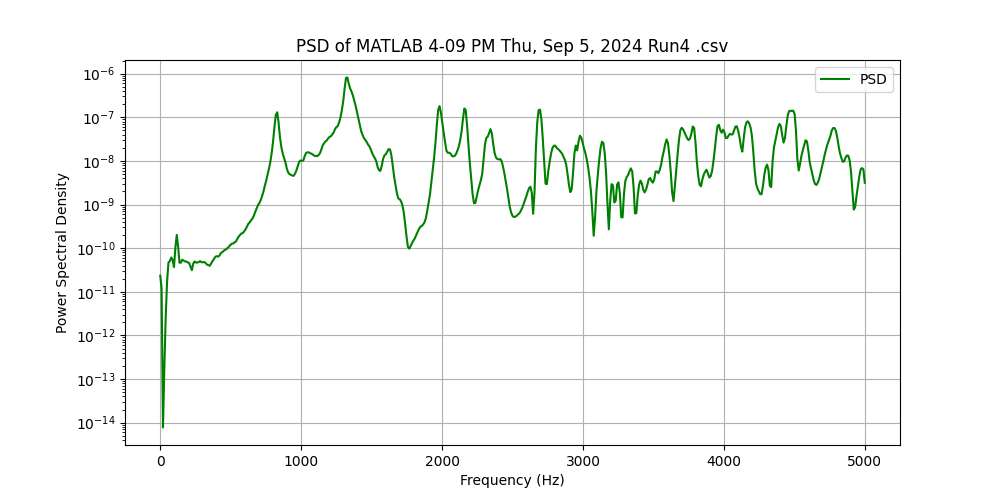 PSD of MATLAB 4-09 PM Thu, Sep 5, 2024 Run4 .csv
PSD
Power Spectral Density
10⁻⁶
10⁻⁷
10⁻⁸
10⁻⁹
10⁻¹⁰
10⁻¹¹
10⁻¹²
10⁻¹³
10⁻¹⁴
0 1000 2000 3000 4000 5000
Frequency (Hz)